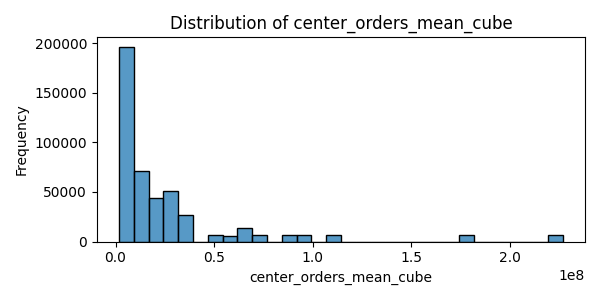 Distribution of center_orders_mean_cube
Frequency
200000
150000
100000
50000
0
0.0 0.5 1.0 1.5 2.0
1e8
center_orders_mean_cube